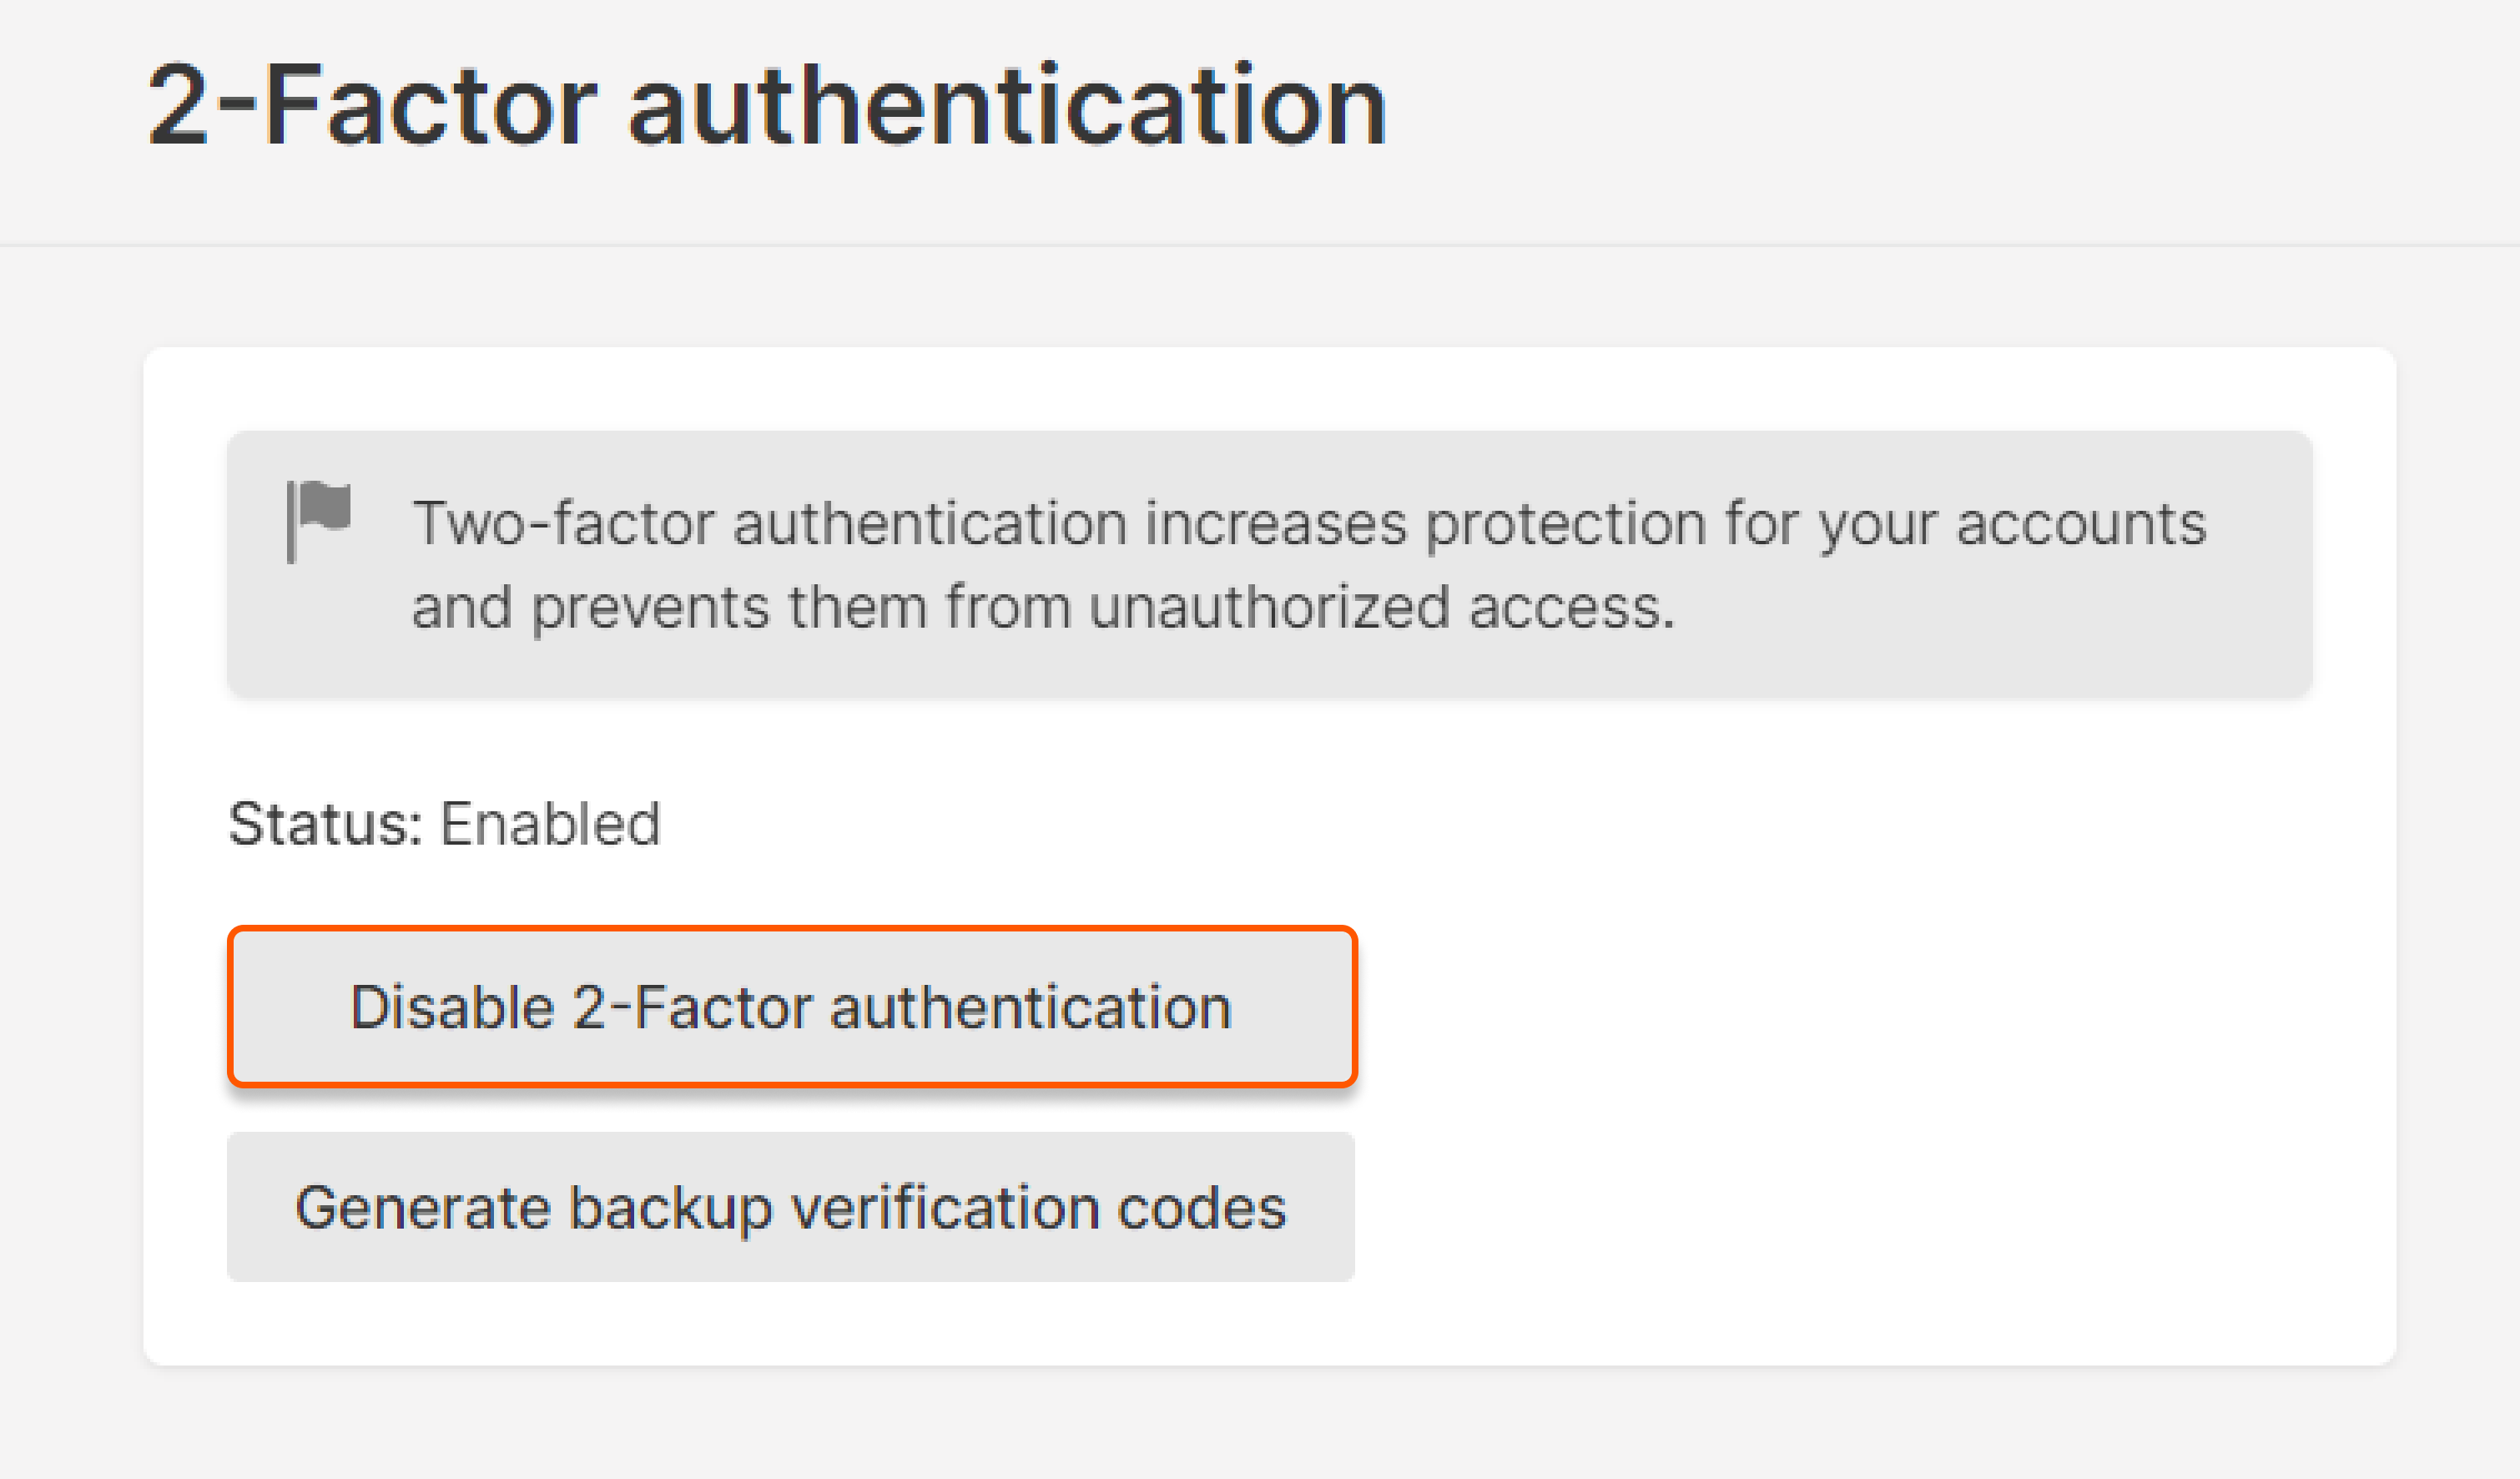 2-Factor authentication
Two-factor authentication increases protection for your accounts
and prevents them from unauthorized access.
Status: Enabled
Disable 2-Factor authentication
Generate backup verification codes